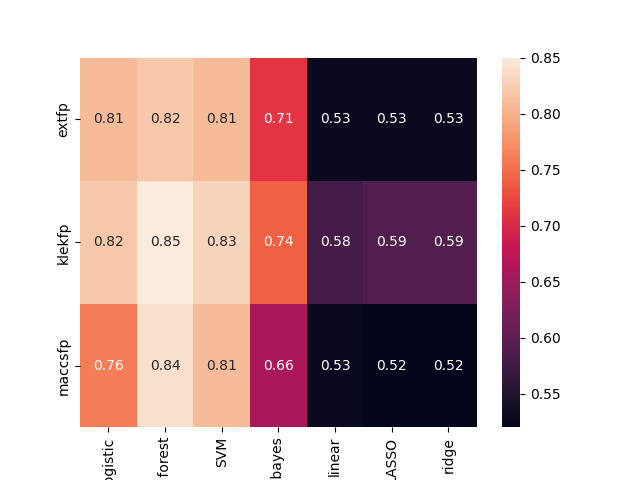 extfp 0.81 0.82 0.81 0.71 0.53 0.53 0.53
klekfp 0.82 0.85 0.83 0.74 0.58 0.59 0.59
maccsfp 0.76 0.84 0.81 0.66 0.53 0.52 0.52
ogistic forest SVM bayes linear ASSO ridge
0.85
0.80
0.75
0.70
0.65
0.60
0.55